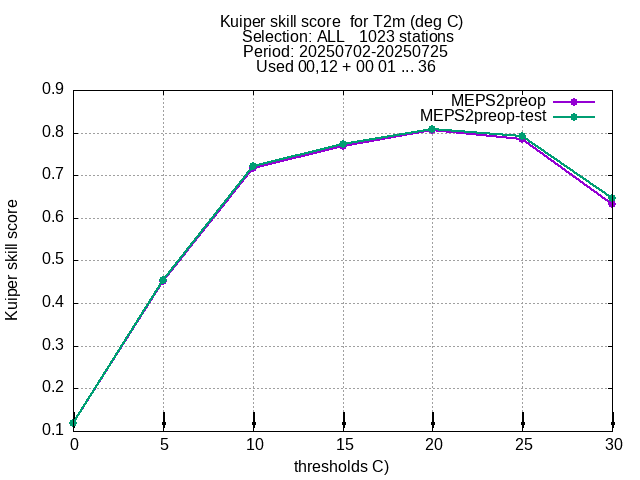 Kuiper skill score  for T2m (deg C)
Selection: ALL   1023 stations
Period: 20250702-20250725
Used 00,12 + 00 01 ... 36
MEPS2preop
MEPS2preop-test
Kuiper skill score
0.9
0.8
0.7
0.6
0.5
0.4
0.3
0.2
0.1
0 5 10 15 20 25 30
thresholds C)